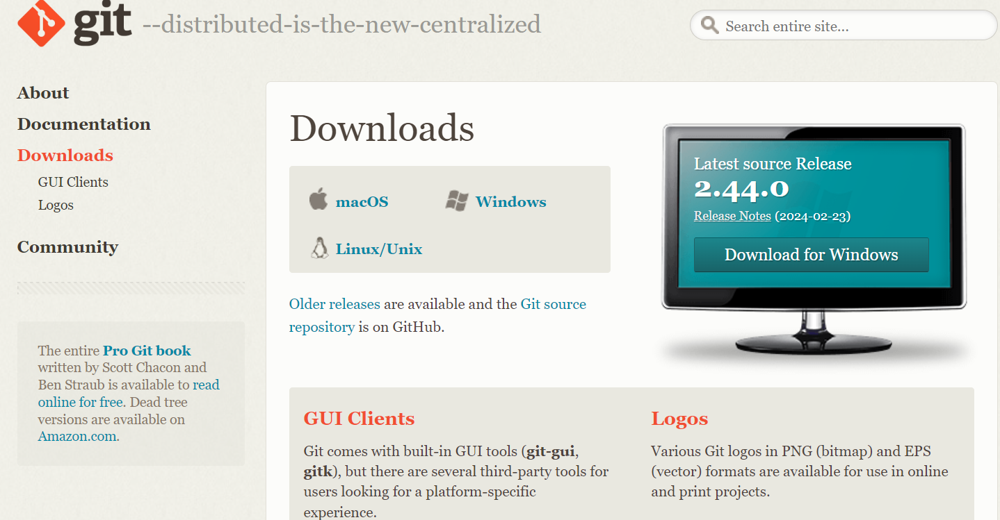 git --distributed-is-the-new-centralized
Search entire site...
About
Documentation
Downloads
GUI Clients
Logos
Community
The entire Pro Git book
written by Scott Chacon and
Ben Straub is available to read
online for free. Dead tree
versions are available on
Amazon.com.
Downloads
macOS
Windows
Linux/Unix
Older releases are available and the Git source
repository is on GitHub.
Latest source Release
2.44.0
Release Notes (2024-02-23)
Download for Windows
GUI Clients
Git comes with built-in GUI tools (git-gui,
gitk), but there are several third-party tools for
users looking for a platform-specific
experience.
Logos
Various Git logos in PNG (bitmap) and EPS
(vector) formats are available for use in online
and print projects.